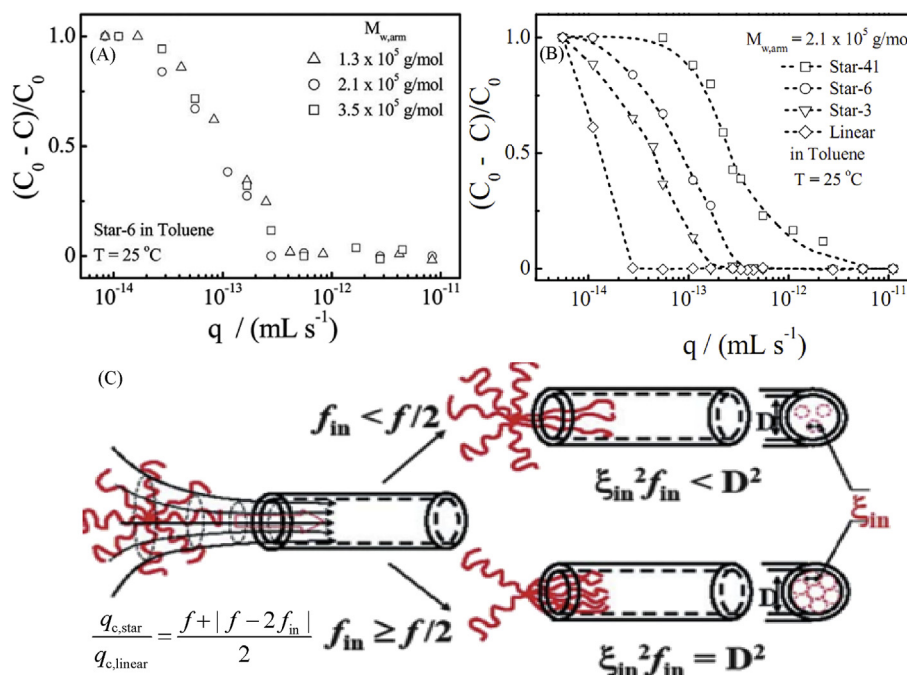 (A)
M_w,arm
1.3 x 10^5 g/mol
2.1 x 10^5 g/mol
3.5 x 10^5 g/mol
(C_0 - C)/C_0
1.0
0.5
0
Star-6 in Toluene
T = 25 °C
10^-14
10^-13
10^-12
10^-11
q / (mL s^-1)
(B)
M_w,arm = 2.1 x 10^5 g/mol
Star-41
Star-6
Star-3
Linear
in Toluene
T = 25 °C
(C_0 - C)/C_0
1.0
0.5
0
10^-14
10^-13
10^-12
10^-11
q / (mL s^-1)
(C)
f_in < f/2
D
ξ_in^2 f_in < D^2
ξ_in
f_in ≥ f/2
D
ξ_in^2 f_in = D^2
q_c,star / q_c,linear = (f + | f - 2f_in |) / 2